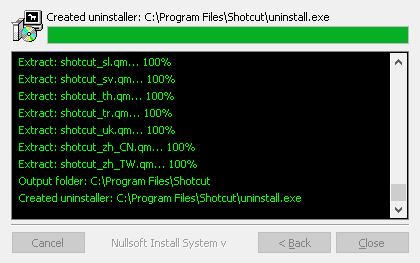 Created uninstaller: C:\Program Files\Shotcut\uninstall.exe
Extract: shotcut_sl.qm... 100%
Extract: shotcut_sv.qm... 100%
Extract: shotcut_th.qm... 100%
Extract: shotcut_tr.qm... 100%
Extract: shotcut_uk.qm... 100%
Extract: shotcut_zh_CN.qm... 100%
Extract: shotcut_zh_TW.qm... 100%
Output folder: C:\Program Files\Shotcut
Created uninstaller: C:\Program Files\Shotcut\uninstall.exe
Cancel Nullsoft Install System v < Back Close